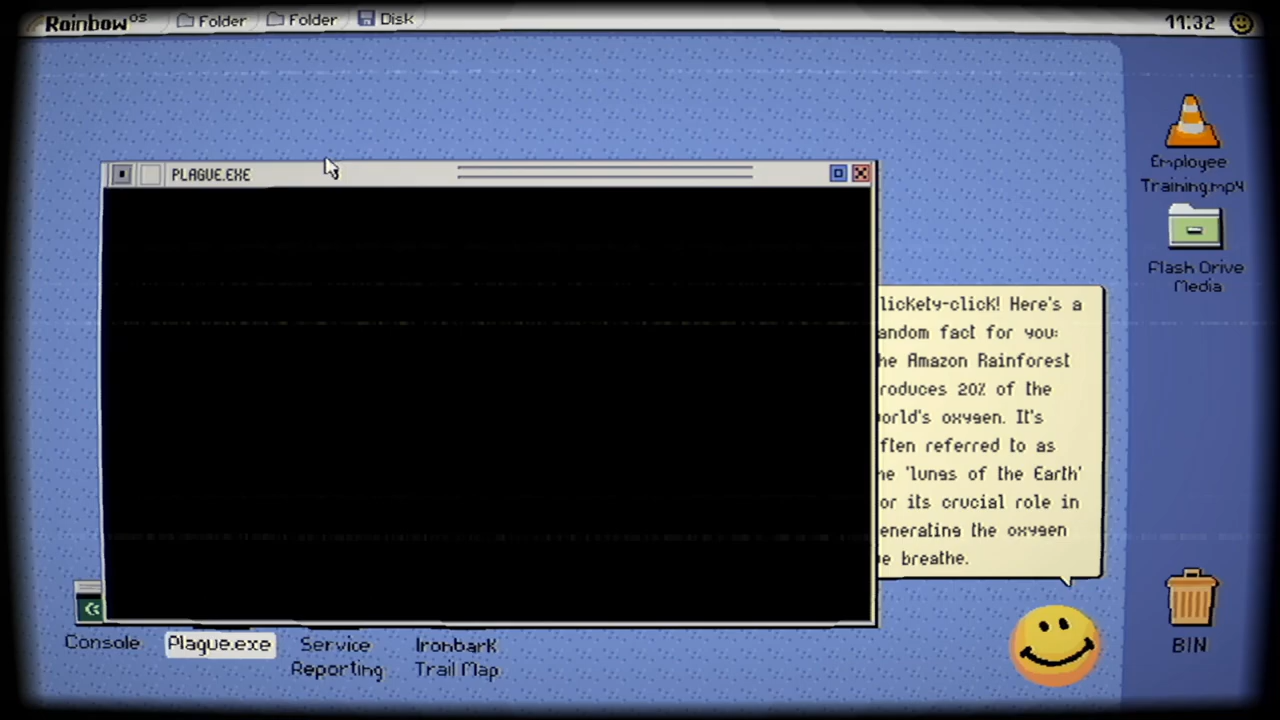 Rainbow OS
Folder
Folder
Disk
11:32
PLAGUE.EXE
Employee
Training.mp4
Flash Drive
Media
lickety-click! Here's a
andom fact for you:
he Amazon Rainforest
roduces 20% of the
orld's oxygen. It's
ften referred to as
he 'lungs of the Earth'
or its crucial role in
enerating the oxygen
e breathe.
Console
Plague.exe
Service
Reporting
Ironbark
Trail Map
BIN